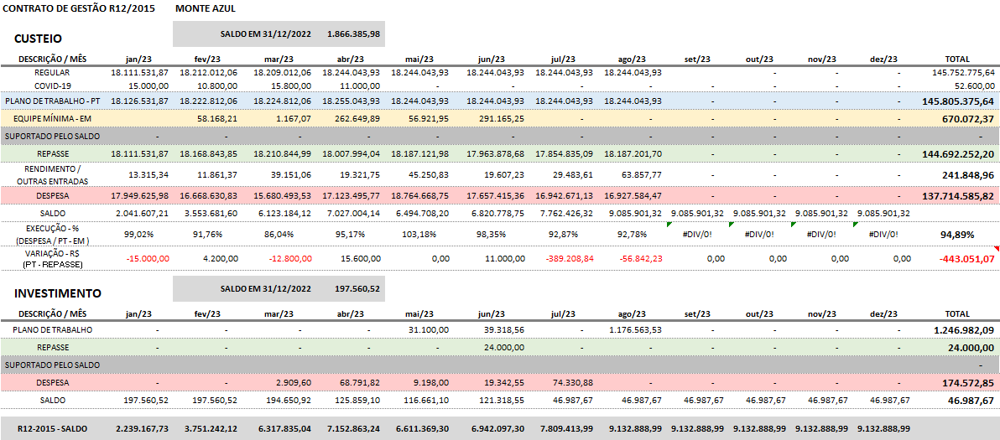 CONTRATO DE GESTÃO R12/2015 MONTE AZUL
SALDO EM 31/12/2022 1.866.385,98
CUSTEIO
DESCRIÇÃO / MÊS jan/23 fev/23 mar/23 abr/23 mai/23 jun/23 jul/23 ago/23 set/23 out/23 nov/23 dez/23 TOTAL
REGULAR 18.111.531,87 18.212.012,06 18.209.012,06 18.244.043,93 18.244.043,93 18.244.043,93 18.244.043,93 18.244.043,93 - - - 145.752.775,64
COVID-19 15.000,00 10.800,00 15.800,00 11.000,00 - - - - - - - - 52.600,00
PLANO DE TRABALHO - PT 18.126.531,87 18.222.812,06 18.224.812,06 18.255.043,93 18.244.043,93 18.244.043,93 18.244.043,93 18.244.043,93 - - - - 145.805.375,64
EQUIPE MÍNIMA - EM 58.168,21 1.167,07 262.649,89 56.921,95 291.165,25 - - - - - - 670.072,37
SUPORTADO PELO SALDO - - - - - - - - - - - - -
REPASSE 18.111.531,87 18.168.843,85 18.210.844,99 18.007.994,04 18.187.121,98 17.963.878,68 17.854.835,09 18.187.201,70 - - - - 144.692.252,20
RENDIMENTO /
OUTRAS ENTRADAS 13.315,34 11.861,37 39.151,06 19.321,75 45.250,83 19.607,23 29.483,61 63.857,77 - - - - 241.848,96
DESPESA 17.949.625,98 16.668.630,83 15.680.493,53 17.123.495,77 18.764.668,75 17.657.415,36 16.942.671,13 16.927.584,47 - - - - 137.714.585,82
SALDO 2.041.607,21 3.553.681,60 6.123.184,12 7.027.004,14 6.494.708,20 6.820.778,75 7.762.426,32 9.085.901,32 9.085.901,32 9.085.901,32 9.085.901,32 9.085.901,32
EXECUÇÃO - %
(DESPESA / PT - EM ) 99,02% 91,76% 86,04% 95,17% 103,18% 98,35% 92,87% 92,78% #DIV/0! #DIV/0! #DIV/0! #DIV/0! 94,89%
VARIAÇÃO - R$
(PT - REPASSE) -15.000,00 4.200,00 -12.800,00 15.600,00 0,00 11.000,00 -389.208,84 -56.842,23 0,00 0,00 0,00 0,00 -443.051,07
SALDO EM 31/12/2022 197.560,52
INVESTIMENTO
DESCRIÇÃO / MÊS jan/23 fev/23 mar/23 abr/23 mai/23 jun/23 jul/23 ago/23 set/23 out/23 nov/23 dez/23 TOTAL
PLANO DE TRABALHO - - - - 31.100,00 39.318,56 - 1.176.563,53 - - - - 1.246.982,09
REPASSE - - - - - 24.000,00 - - - - - - 24.000,00
SUPORTADO PELO SALDO -
DESPESA - - 2.909,60 68.791,82 9.198,00 19.342,55 74.330,88 - - - - - 174.572,85
SALDO 197.560,52 197.560,52 194.650,92 125.859,10 116.661,10 121.318,55 46.987,67 46.987,67 46.987,67 46.987,67 46.987,67 46.987,67 46.987,67
R12-2015 - SALDO 2.239.167,73 3.751.242,12 6.317.835,04 7.152.863,24 6.611.369,30 6.942.097,30 7.809.413,99 9.132.888,99 9.132.888,99 9.132.888,99 9.132.888,99 9.132.888,99